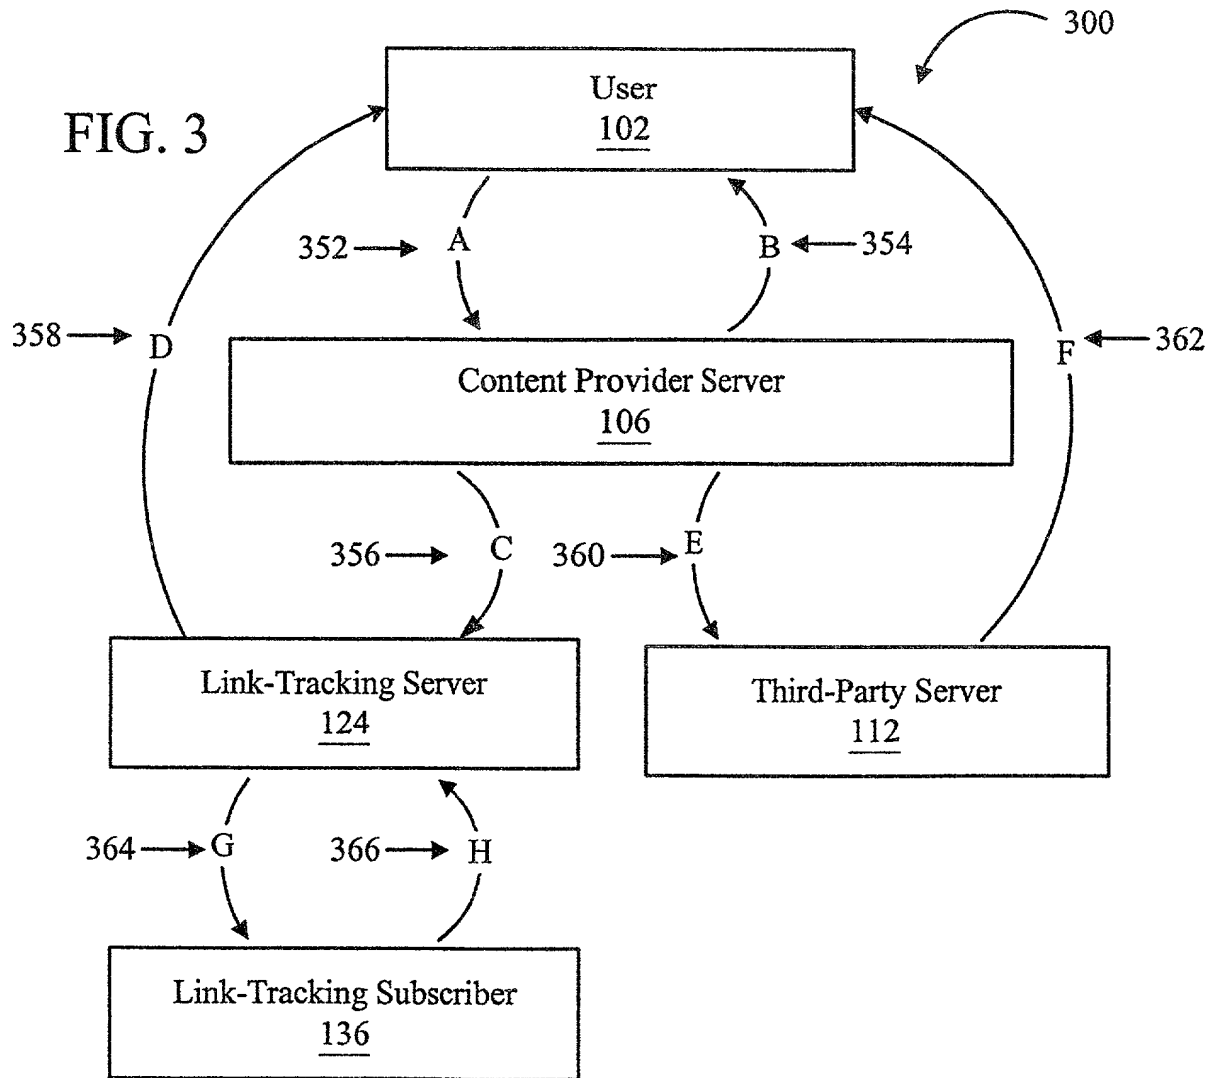 300
FIG. 3
User
102
352
A
B
354
358
D
F
362
Content Provider Server
106
356
C
360
E
Link-Tracking Server
124
Third-Party Server
112
364
G
366
H
Link-Tracking Subscriber
136